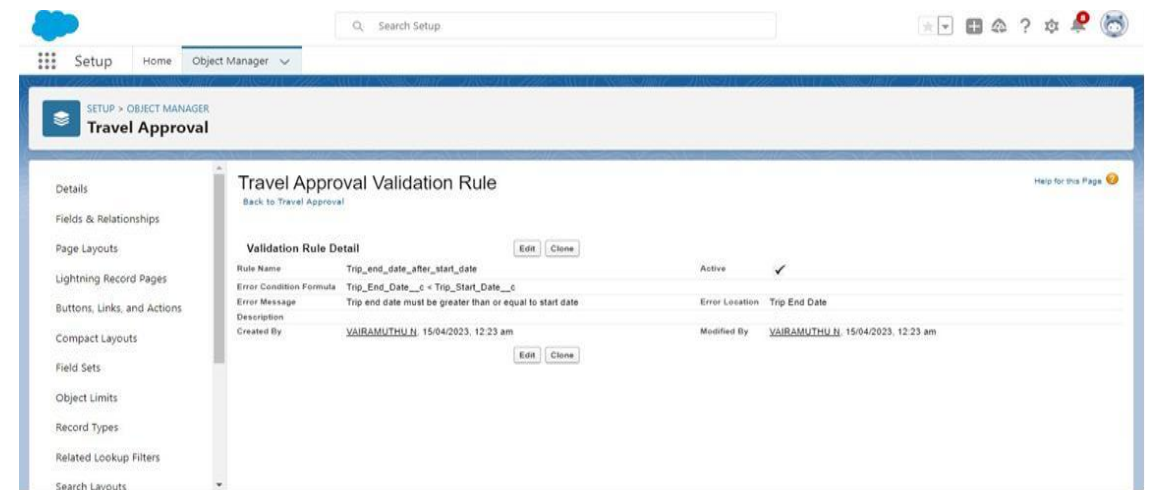 Search Setup
8
Setup Home Object Manager
SETUP > OBJECT MANAGER
Travel Approval
Details
Fields & Relationships
Page Layouts
Lightning Record Pages
Buttons, Links, and Actions
Compact Layouts
Field Sets
Object Limits
Record Types
Related Lookup Filters
Search Layouts
Travel Approval Validation Rule
Help for this Page
Back to Travel Approval
Validation Rule Detail Edit Clone
Rule Name Trip_end_date_after_start_date Active ✓
Error Condition Formula Trip_End_Date__c < Trip_Start_Date__c
Error Message Trip end date must be greater than or equal to start date Error Location Trip End Date
Description
Created By VAIRAMUTHU N, 15/04/2023, 12:23 am Modified By VAIRAMUTHU N, 15/04/2023, 12:23 am
Edit Clone